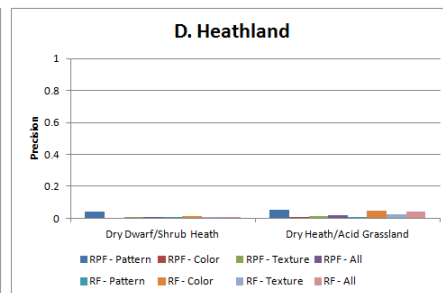 D. Heathland
1
0.8
0.6
0.4
0.2
0
Precision
Dry Dwarf/Shrub Heath Dry Heath/Acid Grassland
RPF - Pattern RPF - Color RPF - Texture RPF - All
RF - Pattern RF - Color RF - Texture RF - All